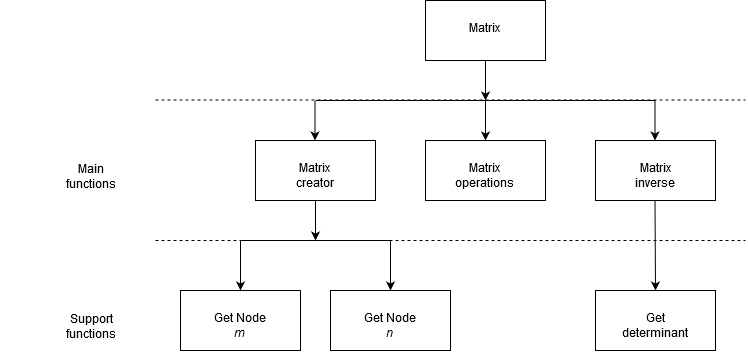 Matrix
Main
functions
Matrix
creator
Matrix
operations
Matrix
inverse
Support
functions
Get Node
m
Get Node
n
Get
determinant